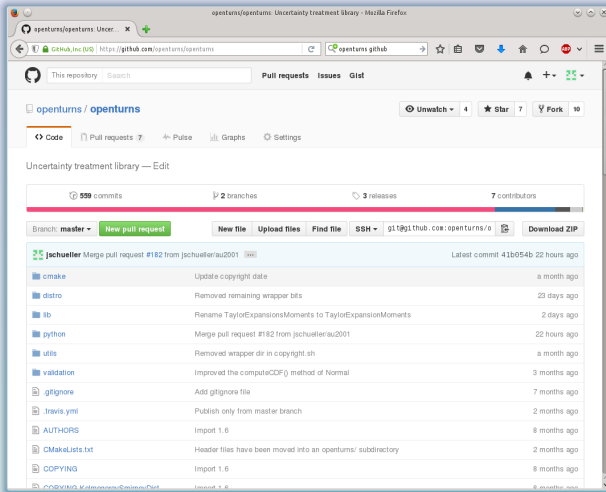 openturns/openturns: Uncertainty treatment library - Mozilla Firefox
openturns/openturns: Uncer...
GitHub, Inc. (US) https://github.com/openturns/openturns openturns github
This repository Search Pull requests Issues Gist
openturns / openturns Unwatch 4 Star 7 Fork 10
Code Pull requests 7 Pulse Graphs Settings
Uncertainty treatment library — Edit
559 commits 2 branches 3 releases 7 contributors
Branch: master New pull request New file Upload files Find file SSH git@github.com:openturns/o Download ZIP
jschueller Merge pull request #182 from jschueller/au2001 ... Latest commit 41b054b 22 hours ago
cmake Update copyright date a month ago
distro Removed remaining wrapper bits 23 days ago
lib Rename TaylorExpansionsMoments to TaylorExpansionMoments 2 days ago
python Merge pull request #182 from jschueller/au2001 22 hours ago
utils Removed wrapper dir in copyright.sh a month ago
validation Improved the computeCDF() method of Normal 3 months ago
.gitignore Add gitignore file 7 months ago
.travis.yml Publish only from master branch 2 months ago
AUTHORS Import 1.6 8 months ago
CMakeLists.txt Header files have been moved into an openturns/ subdirectory 2 months ago
COPYING Import 1.6 8 months ago
COPYING.KolmogorovSmirnovDist Import 1.6 8 months ago